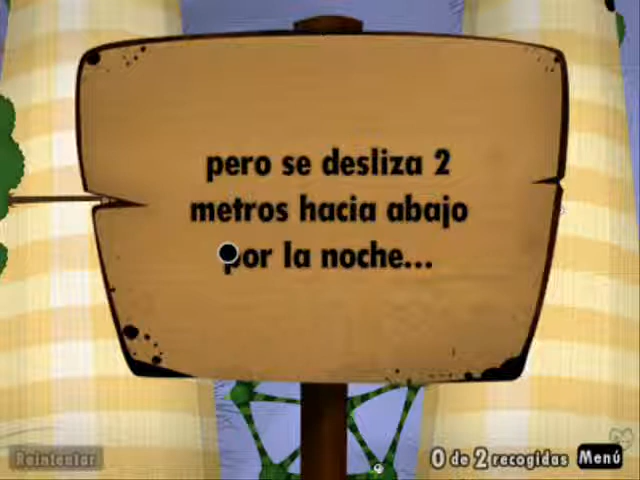 pero se desliza 2
metros hacia abajo
por la noche...
Reintentar
0 de 2 recogidas Menú